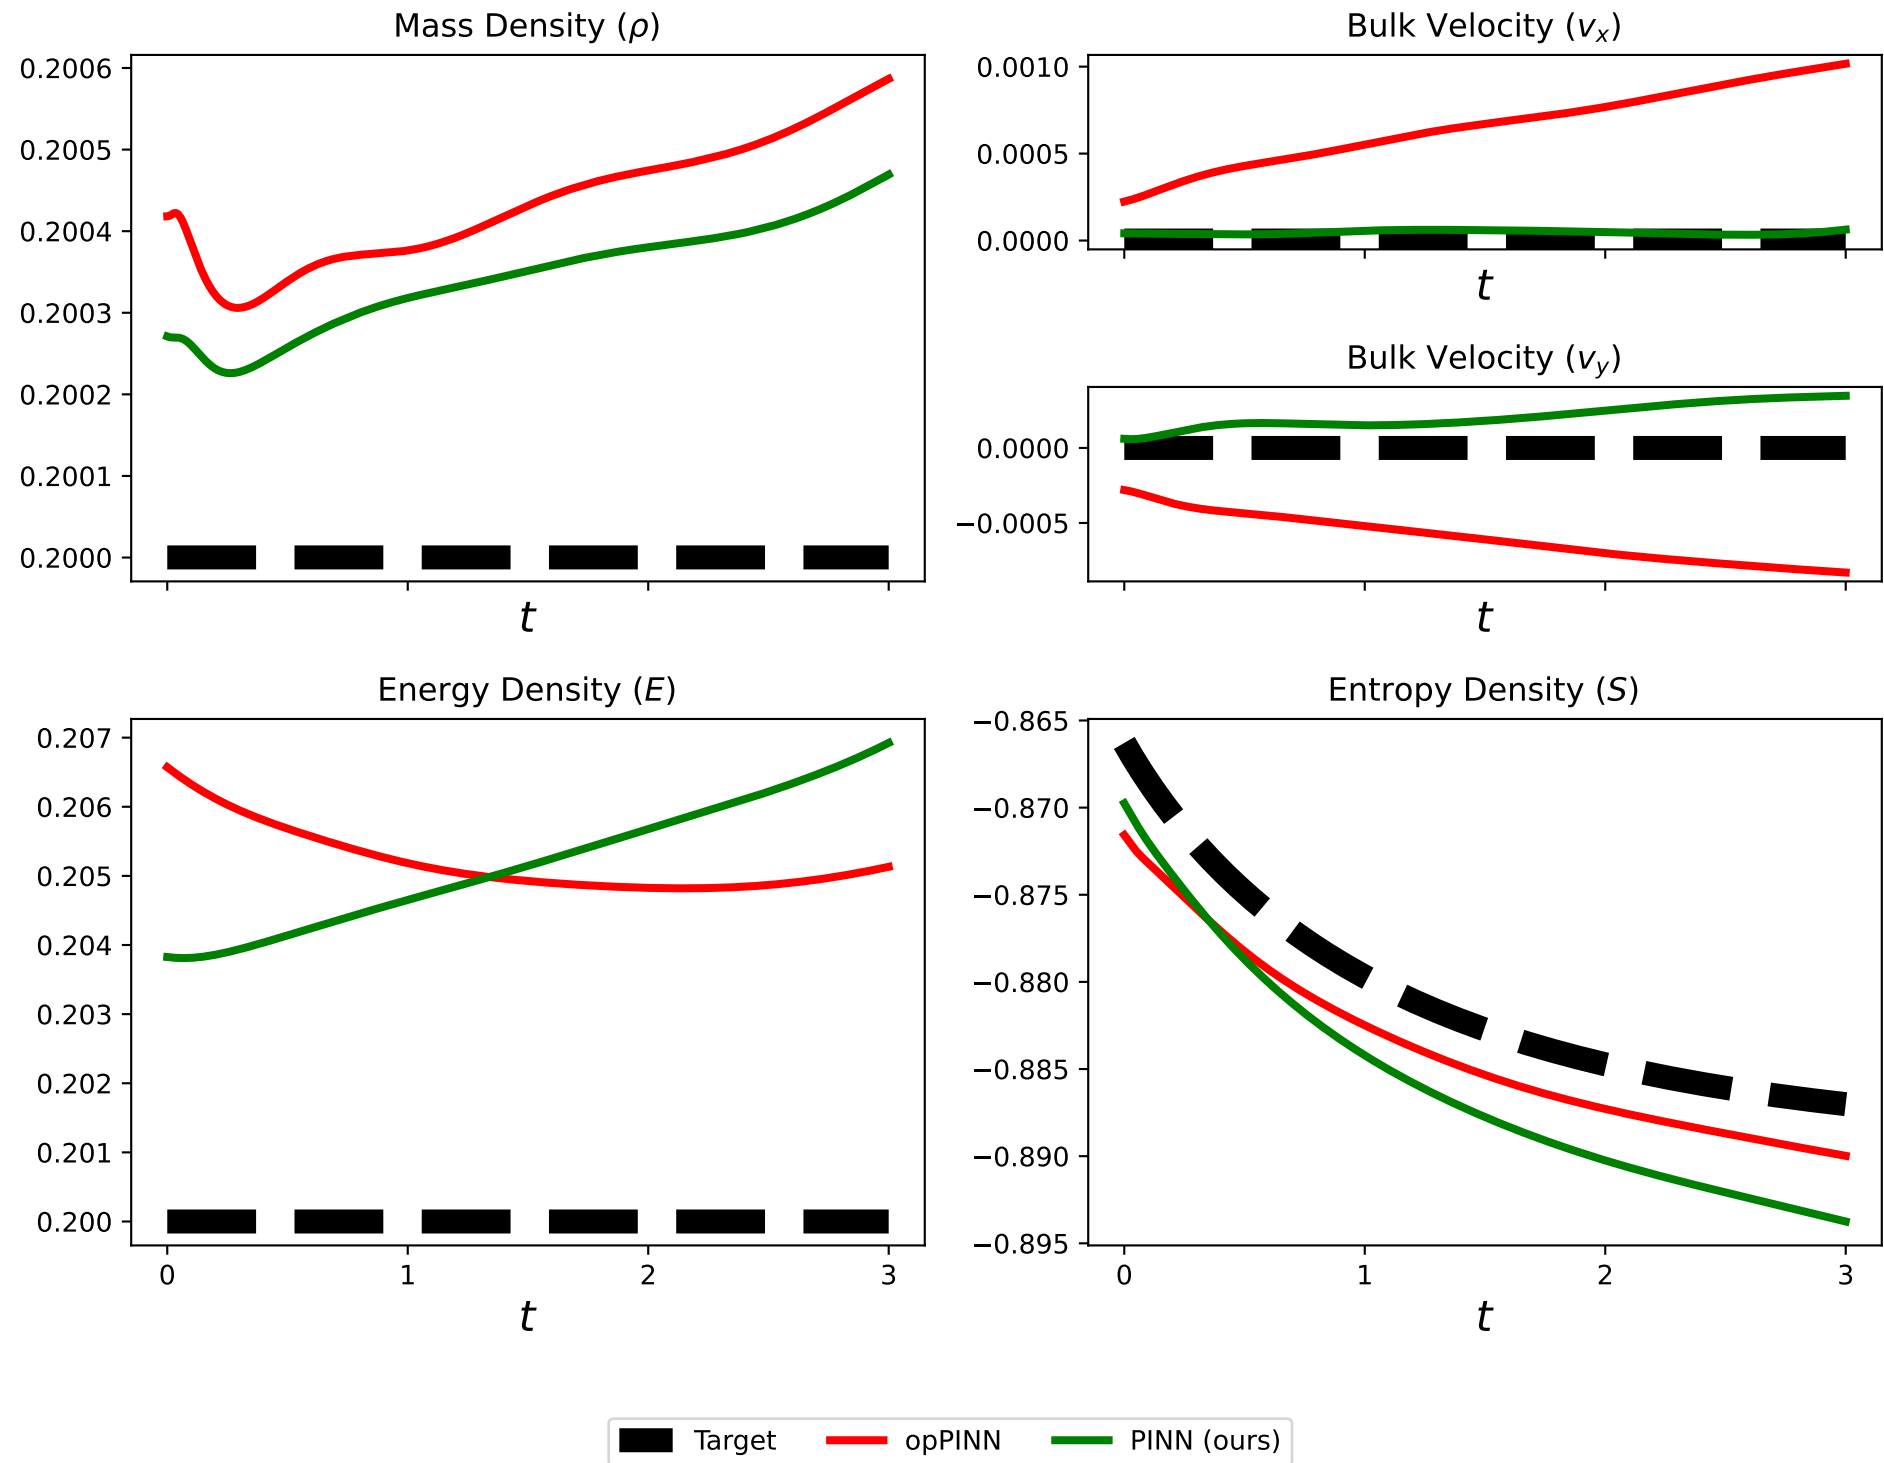 Mass Density (ρ)
0.2006
0.2005
0.2004
0.2003
0.2002
0.2001
0.2000
t
Bulk Velocity (vₓ)
0.0010
0.0005
0.0000
t
Bulk Velocity (v_y)
0.0000
−0.0005
t
Energy Density (E)
0.207
0.206
0.205
0.204
0.203
0.202
0.201
0.200
0 1 2 3
t
Entropy Density (S)
−0.865
−0.870
−0.875
−0.880
−0.885
−0.890
−0.895
0 1 2 3
t
Target opPINN PINN (ours)